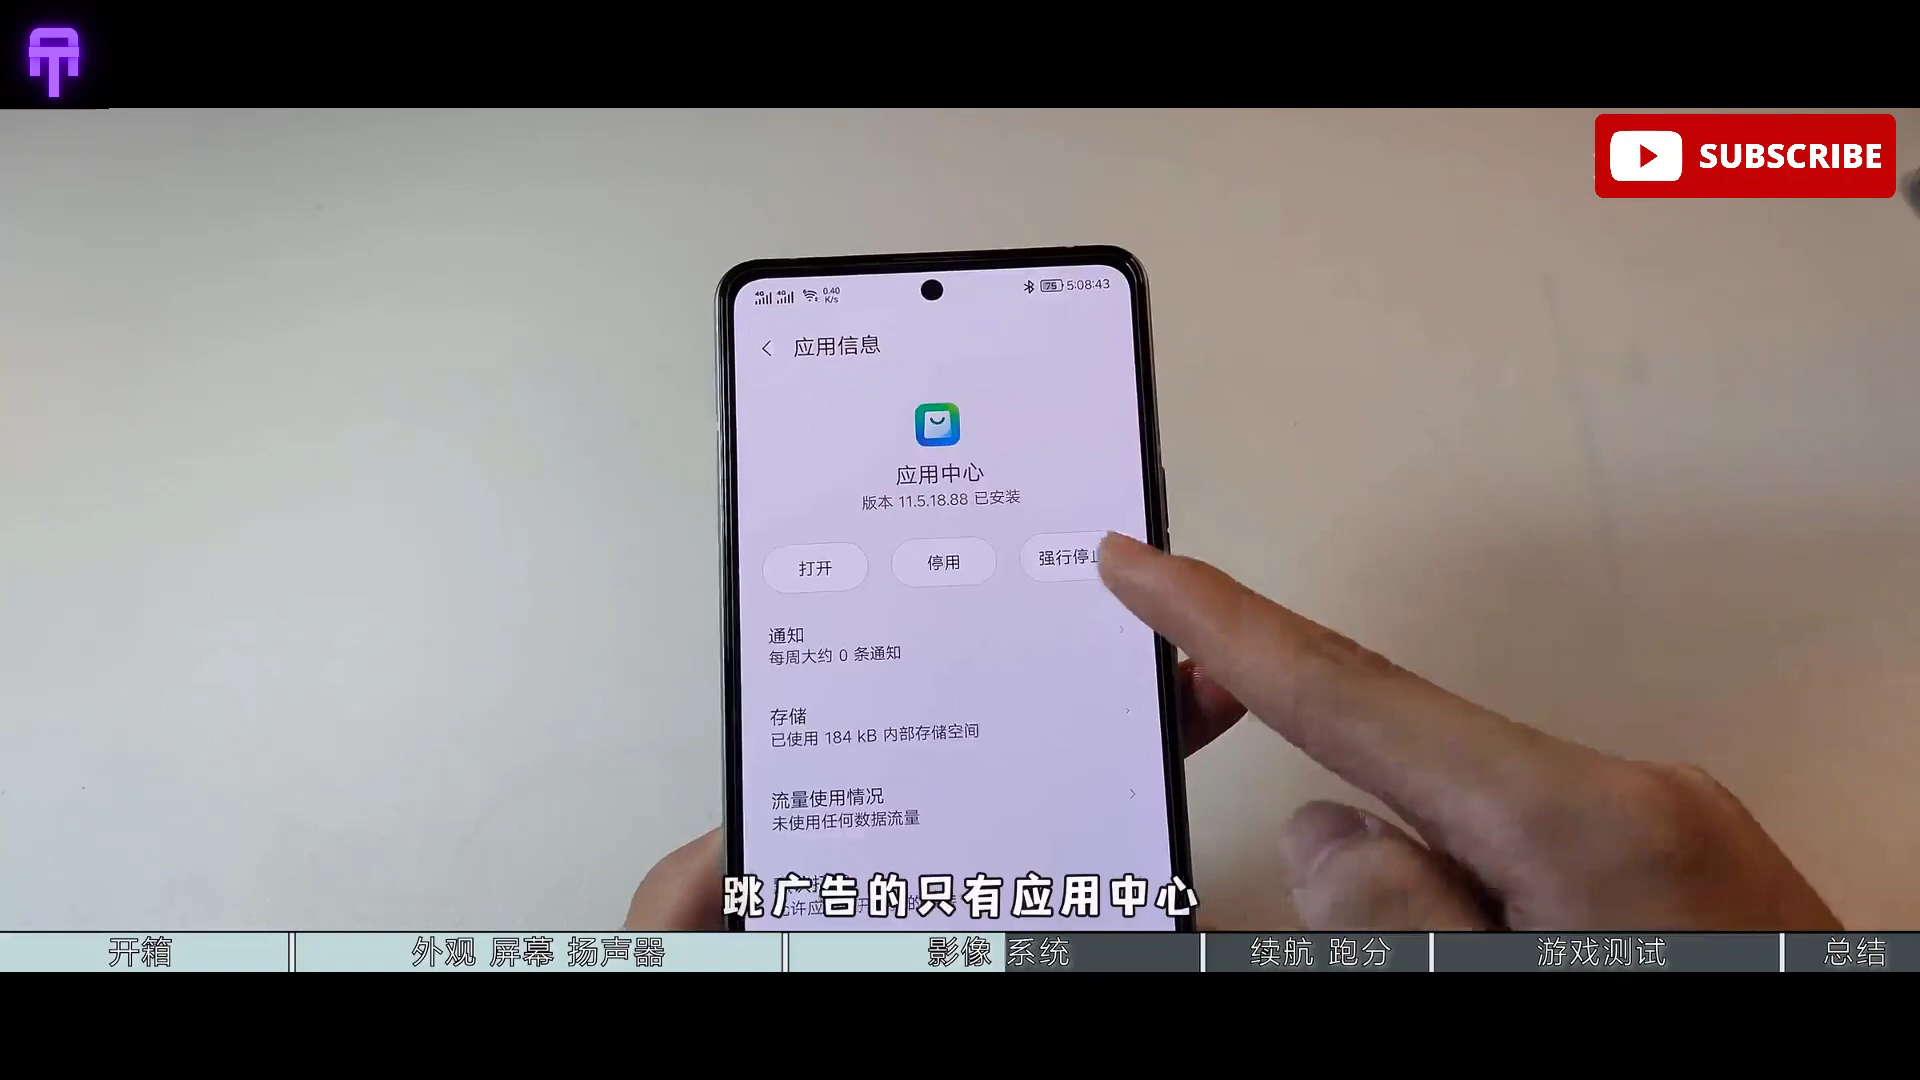 SUBSCRIBE
4G 4G 0.40 K/s 75 5:08:43
应用信息
应用中心
版本 11.5.18.88 已安装
打开 停用 强行停止
通知
每周大约 0 条通知
存储
已使用 184 kB 内部存储空间
流量使用情况
未使用任何数据流量
跳广告的只有应用中心
开箱 外观 屏幕 扬声器 影像 系统 续航 跑分 游戏测试 总结